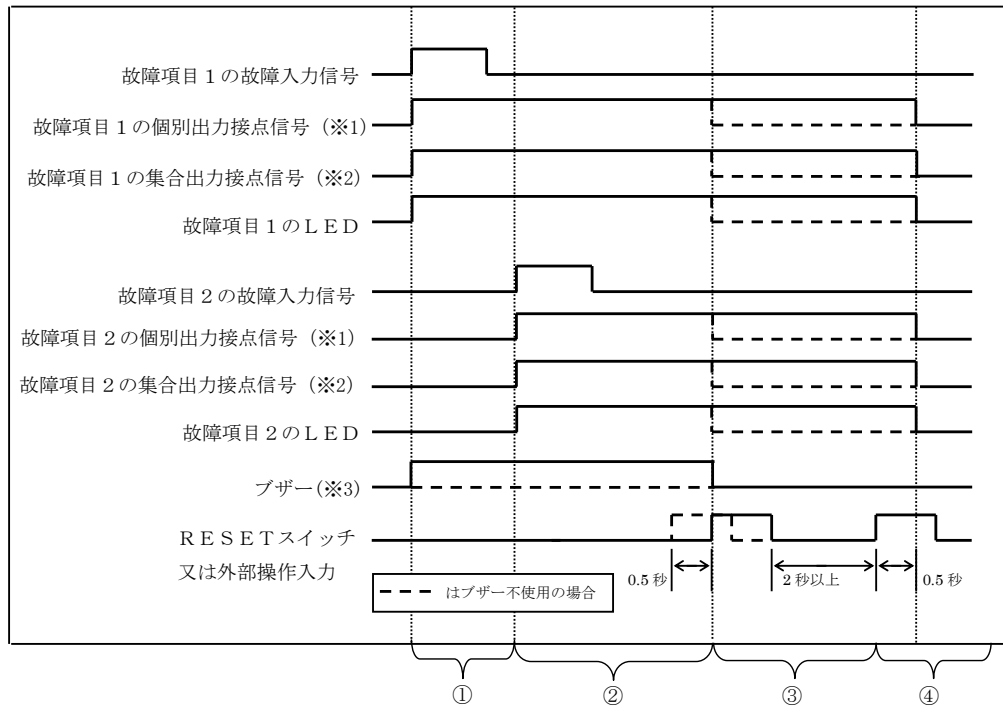 故障項目１の故障入力信号
故障項目１の個別出力接点信号（※1）
故障項目１の集合出力接点信号（※2）
故障項目１のＬＥＤ
故障項目２の故障入力信号
故障項目２の個別出力接点信号（※1）
故障項目２の集合出力接点信号（※2）
故障項目２のＬＥＤ
ブザー（※3）
ＲＥＳＥＴスイッチ
又は外部操作入力
0.5 秒
2 秒以上
0.5 秒
はブザー不使用の場合
① ② ③ ④